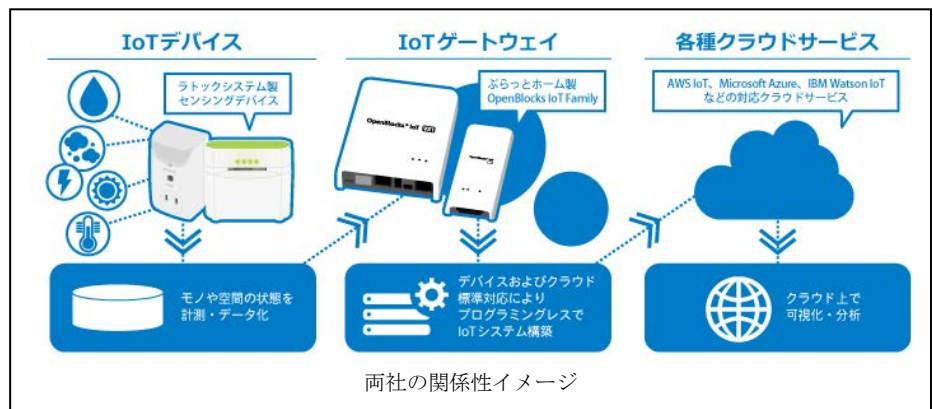 IoTデバイス
ラトックシステム製
センシングデバイス
モノや空間の状態を
計測・データ化
IoTゲートウェイ
ぷらっとホーム製
OpenBlocks IoT Family
OpenBlocks IoT VX1
デバイスおよびクラウド
標準対応により
プログラミングレスで
IoTシステム構築
各種クラウドサービス
AWS IoT、Microsoft Azure、IBM Watson IoT
などの対応クラウドサービス
クラウド上で
可視化・分析
両社の関係性イメージ